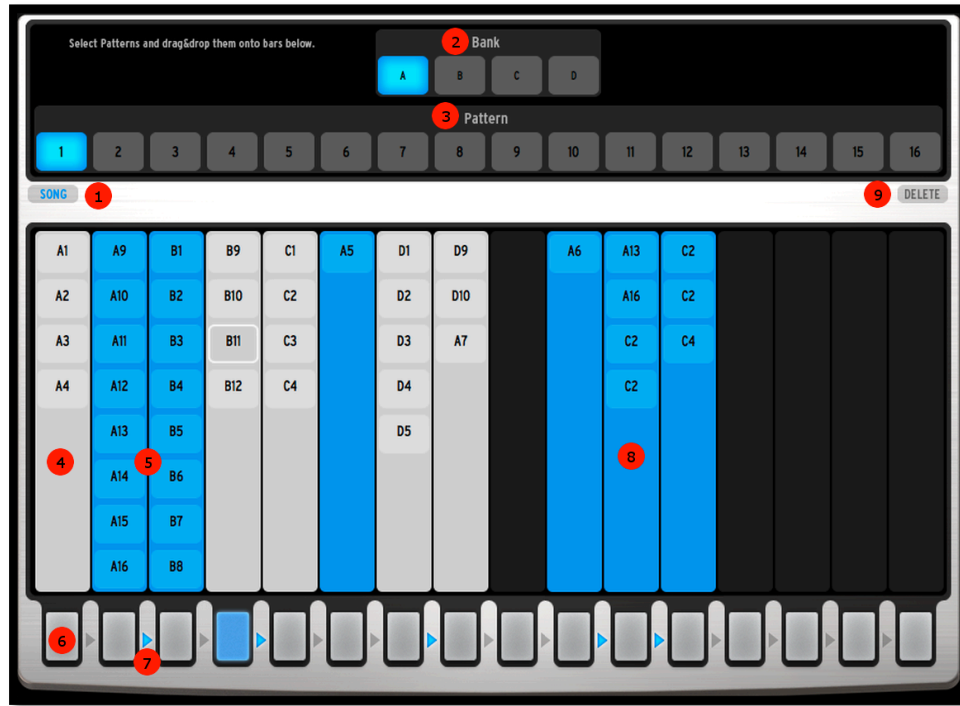 Select Patterns and drag&drop them onto bars below.
2 Bank
A B C D
3 Pattern
1 2 3 4 5 6 7 8 9 10 11 12 13 14 15 16
SONG 1 9 DELETE
A1 A9 B1 B9 C1 A5 D1 D9 A6 A13 C2
A2 A10 B2 B10 C2 D2 D10 A16 C2
A3 A11 B3 B11 C3 D3 A7 C2 C4
A4 A12 B4 B12 C4 D4 C2
A13 B5 D5
4 5 8
A14 B6
A15 B7
A16 B8
6 7